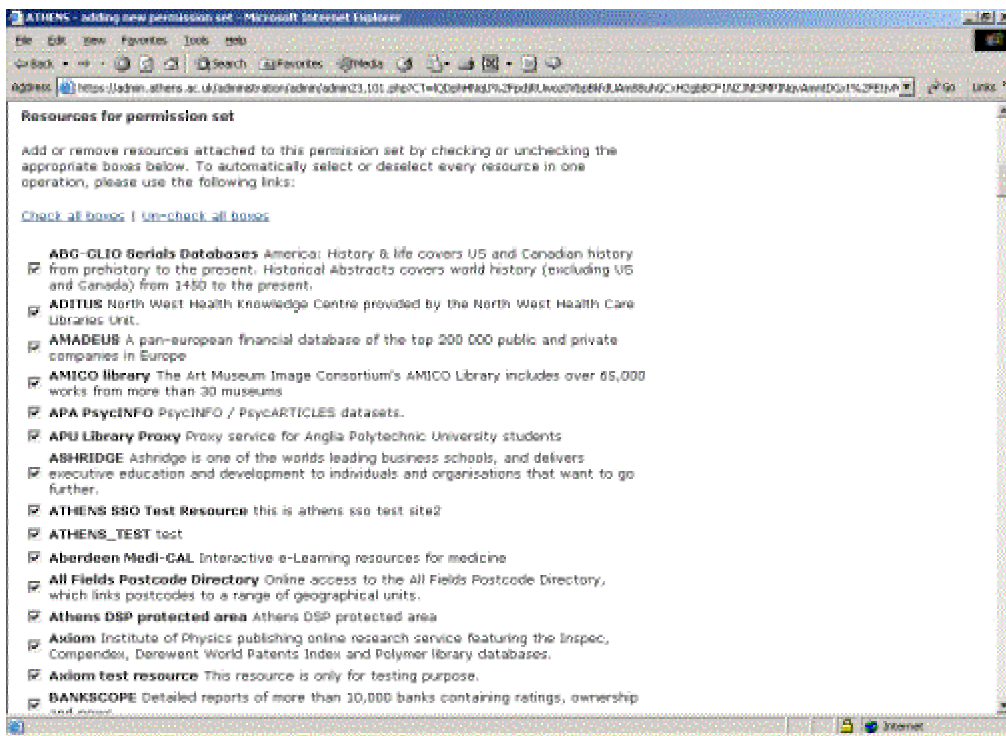 ATHENS - adding new permission set - Microsoft Internet Explorer
File Edit View Favorites Tools Help
Back Search Favorites Media
Address https://admin.athens.ac.uk/administration/admin/admin23,101.php?CT= Go Links
Resources for permission set
Add or remove resources attached to this permission set by checking or unchecking the
appropriate boxes below. To automatically select or deselect every resource in one
operation, please use the following links:
Check all boxes | Un-check all boxes
ABC-CLIO Serials Databases America: History & life covers US and Canadian history
from prehistory to the present. Historical Abstracts covers world history (excluding US
and Canada) from 1450 to the present.
ADITUS North West Health Knowledge Centre provided by the North West Health Care
Libraries Unit.
AMADEUS A pan-european financial database of the top 200 000 public and private
companies in Europe
AMICO library The Art Museum Image Consortium's AMICO Library includes over 65,000
works from more than 30 museums
APA PsycINFO PsycINFO / PsycARTICLES datasets.
APU Library Proxy Proxy service for Anglia Polytechnic University students
ASHRIDGE Ashridge is one of the worlds leading business schools, and delivers
executive education and development to individuals and organisations that want to go
further.
ATHENS SSO Test Resource this is athens sso test site2
ATHENS_TEST test
Aberdeen Medi-CAL Interactive e-Learning resources for medicine
All Fields Postcode Directory Online access to the All Fields Postcode Directory,
which links postcodes to a range of geographical units.
Athens DSP protected area Athens DSP protected area
Axiom Institute of Physics publishing online research service featuring the Inspec,
Compendex, Derewent World Patents Index and Polymer library databases.
Axiom test resource This resource is only for testing purpose.
BANKSCOPE Detailed reports of more than 10,000 banks containing ratings, ownership
and news
Internet